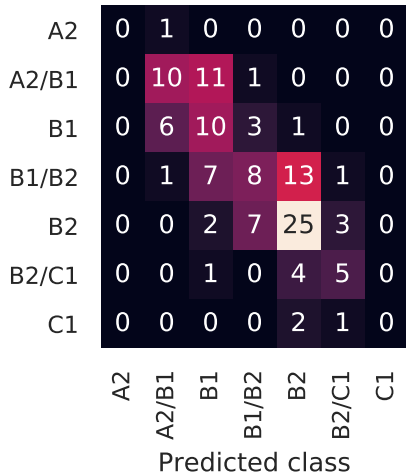 A2 0 1 0 0 0 0 0
A2/B1 0 10 11 1 0 0 0
B1 0 6 10 3 1 0 0
B1/B2 0 1 7 8 13 1 0
B2 0 0 2 7 25 3 0
B2/C1 0 0 1 0 4 5 0
C1 0 0 0 0 2 1 0
A2 A2/B1 B1 B1/B2 B2 B2/C1 C1
Predicted class